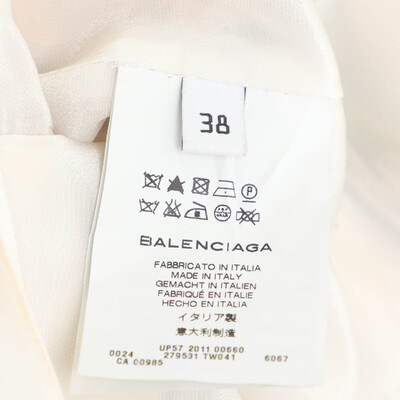 38
P
BALENCIAGA
FABBRICATO IN ITALIA
MADE IN ITALY
GEMACHT IN ITALIEN
FABRIQUÉ EN ITALIE
HECHO EN ITALIA
イタリア製
意大利制造
UP57 2011 00660
0024 279531 TW041 6067
CA 00985